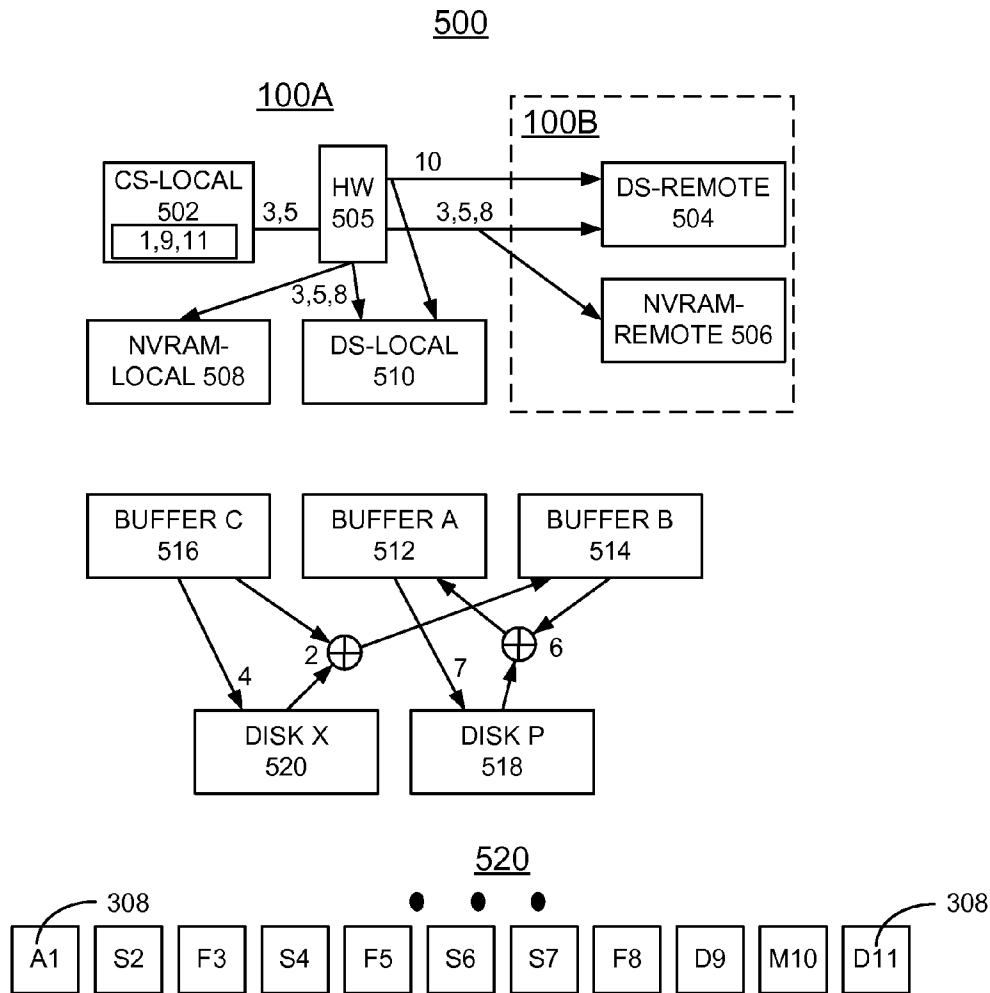 500
100A
100B
CS-LOCAL
502
1,9,11
3,5
HW
505
10
3,5,8
DS-REMOTE
504
3,5,8
NVRAM-
LOCAL 508
DS-LOCAL
510
NVRAM-
REMOTE 506
BUFFER C
516
BUFFER A
512
BUFFER B
514
2
6
4
7
DISK X
520
DISK P
518
520
308
308
A1
S2
F3
S4
F5
S6
S7
F8
D9
M10
D11